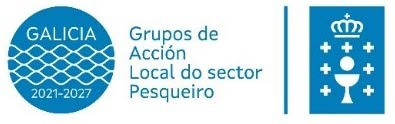 GALICIA
2021-2027
Grupos de
Acción
Local do sector
Pesqueiro